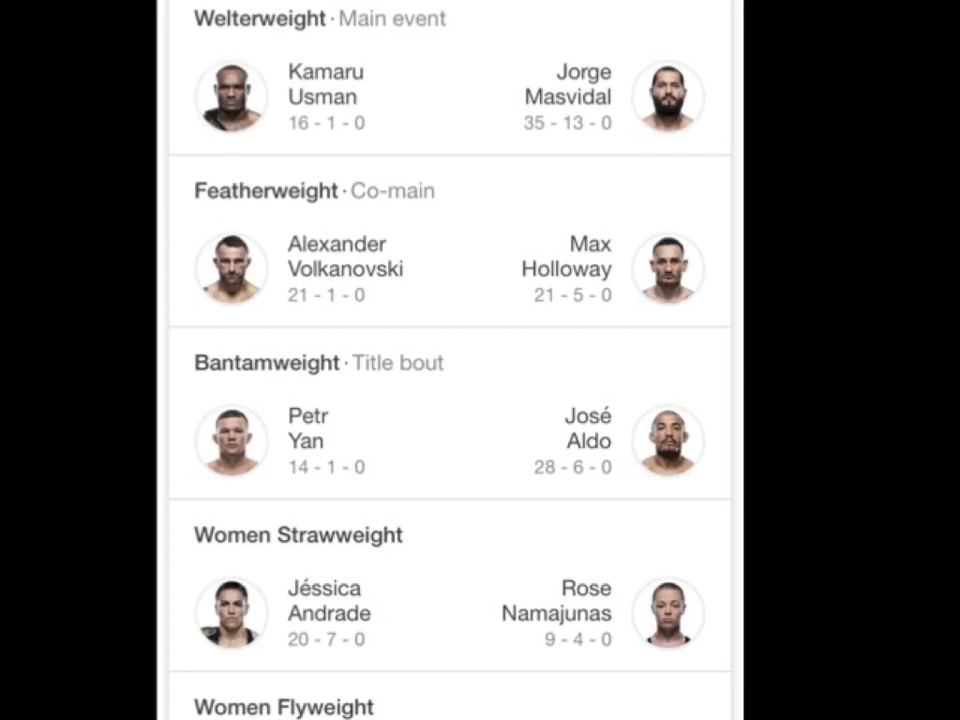 Welterweight · Main event
Kamaru Usman
16 - 1 - 0
Jorge Masvidal
35 - 13 - 0
Featherweight · Co-main
Alexander Volkanovski
21 - 1 - 0
Max Holloway
21 - 5 - 0
Bantamweight · Title bout
Petr Yan
14 - 1 - 0
José Aldo
28 - 6 - 0
Women Strawweight
Jéssica Andrade
20 - 7 - 0
Rose Namajunas
9 - 4 - 0
Women Flyweight